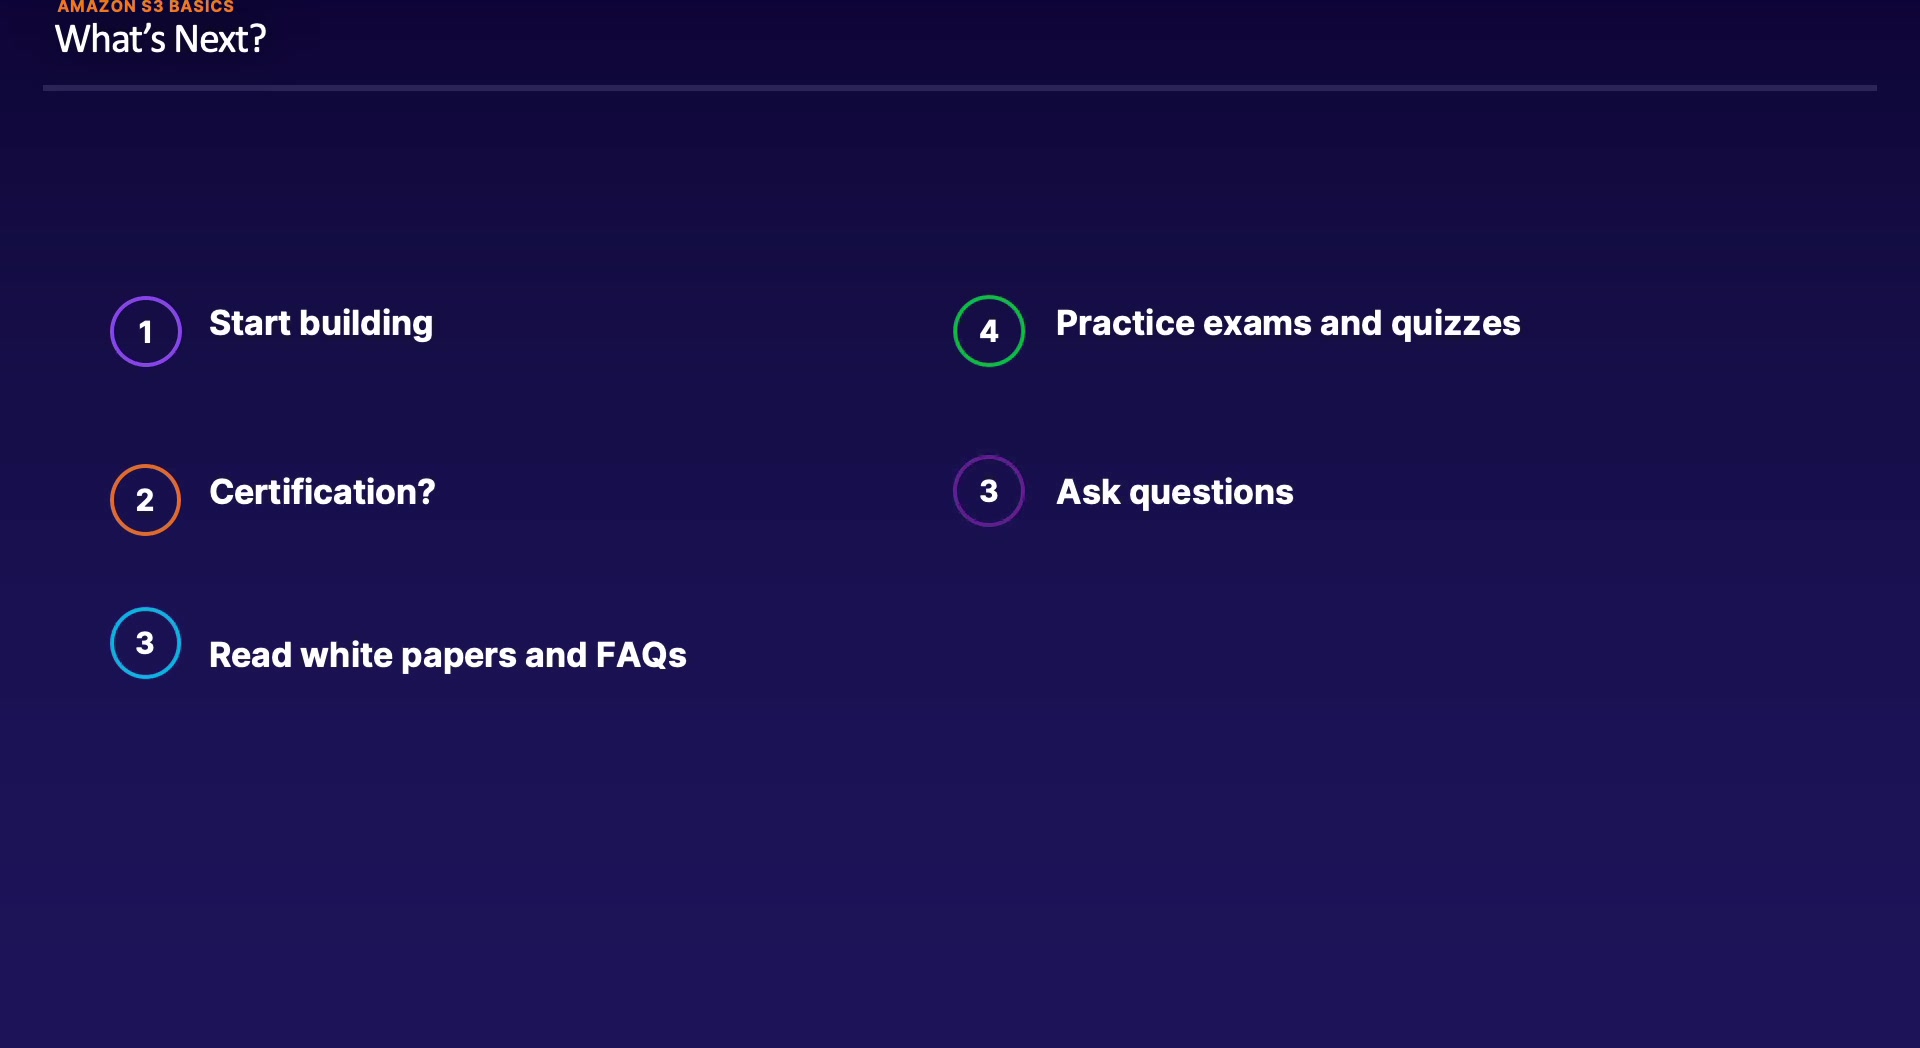 AMAZON S3 BASICS
What's Next?
1 Start building
2 Certification?
3 Read white papers and FAQs
4 Practice exams and quizzes
3 Ask questions